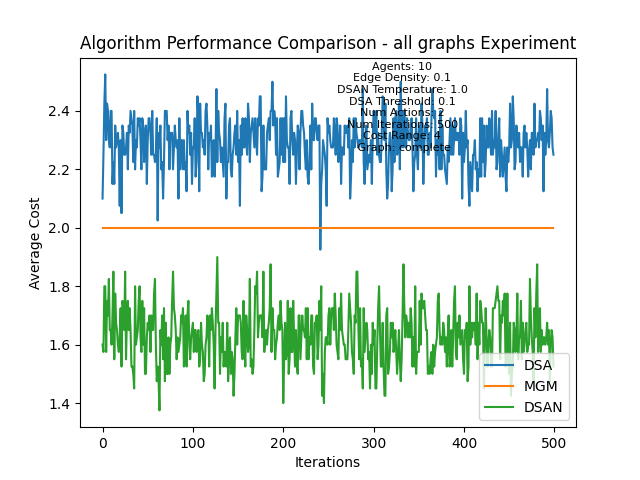 Algorithm Performance Comparison - all graphs Experiment
Agents: 10
Edge Density: 0.1
DSAN Temperature: 1.0
DSA Threshold: 0.1
Num Actions: 2
Num Iterations: 500
Cost Range: 4
Graph: complete
Average Cost
2.4
2.2
2.0
1.8
1.6
1.4
DSA
MGM
DSAN
0
100
200
300
400
500
Iterations